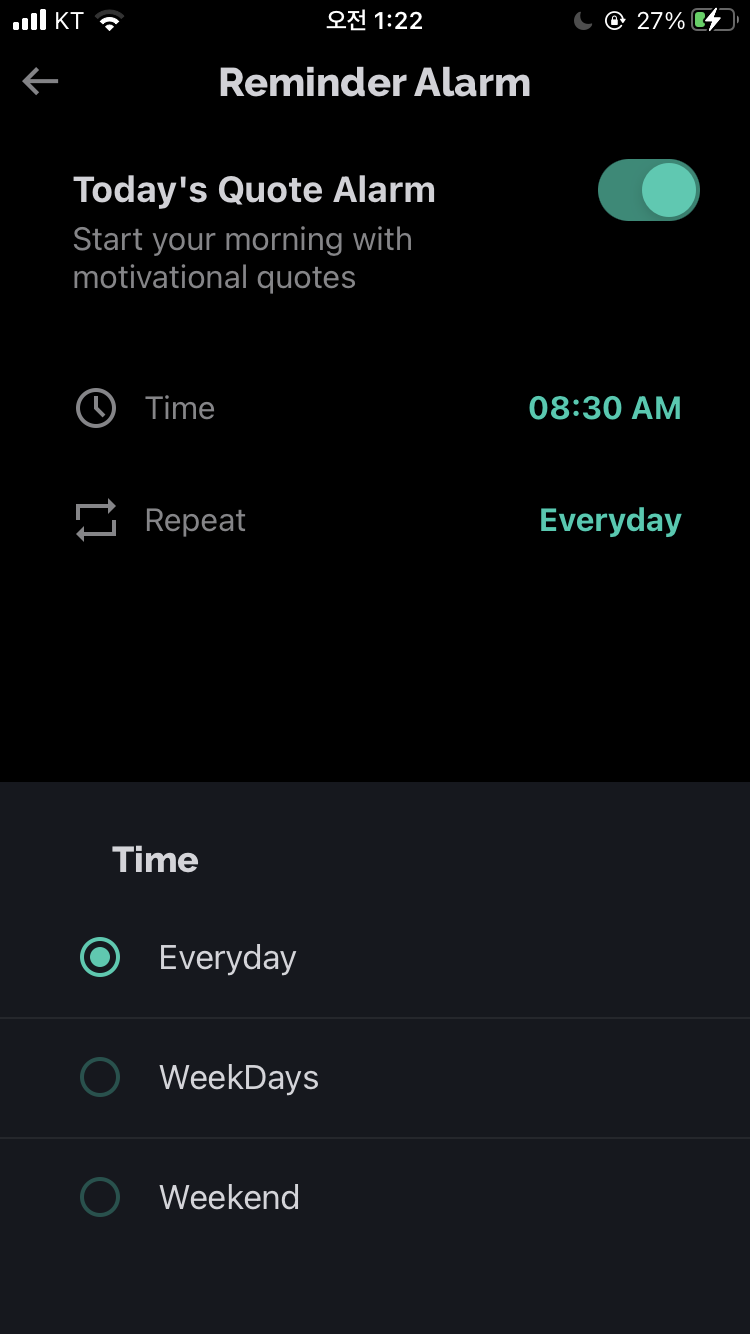 KT 오전 1:22 27%
Reminder Alarm
Today's Quote Alarm
Start your morning with
motivational quotes
Time 08:30 AM
Repeat Everyday
Time
Everyday
WeekDays
Weekend